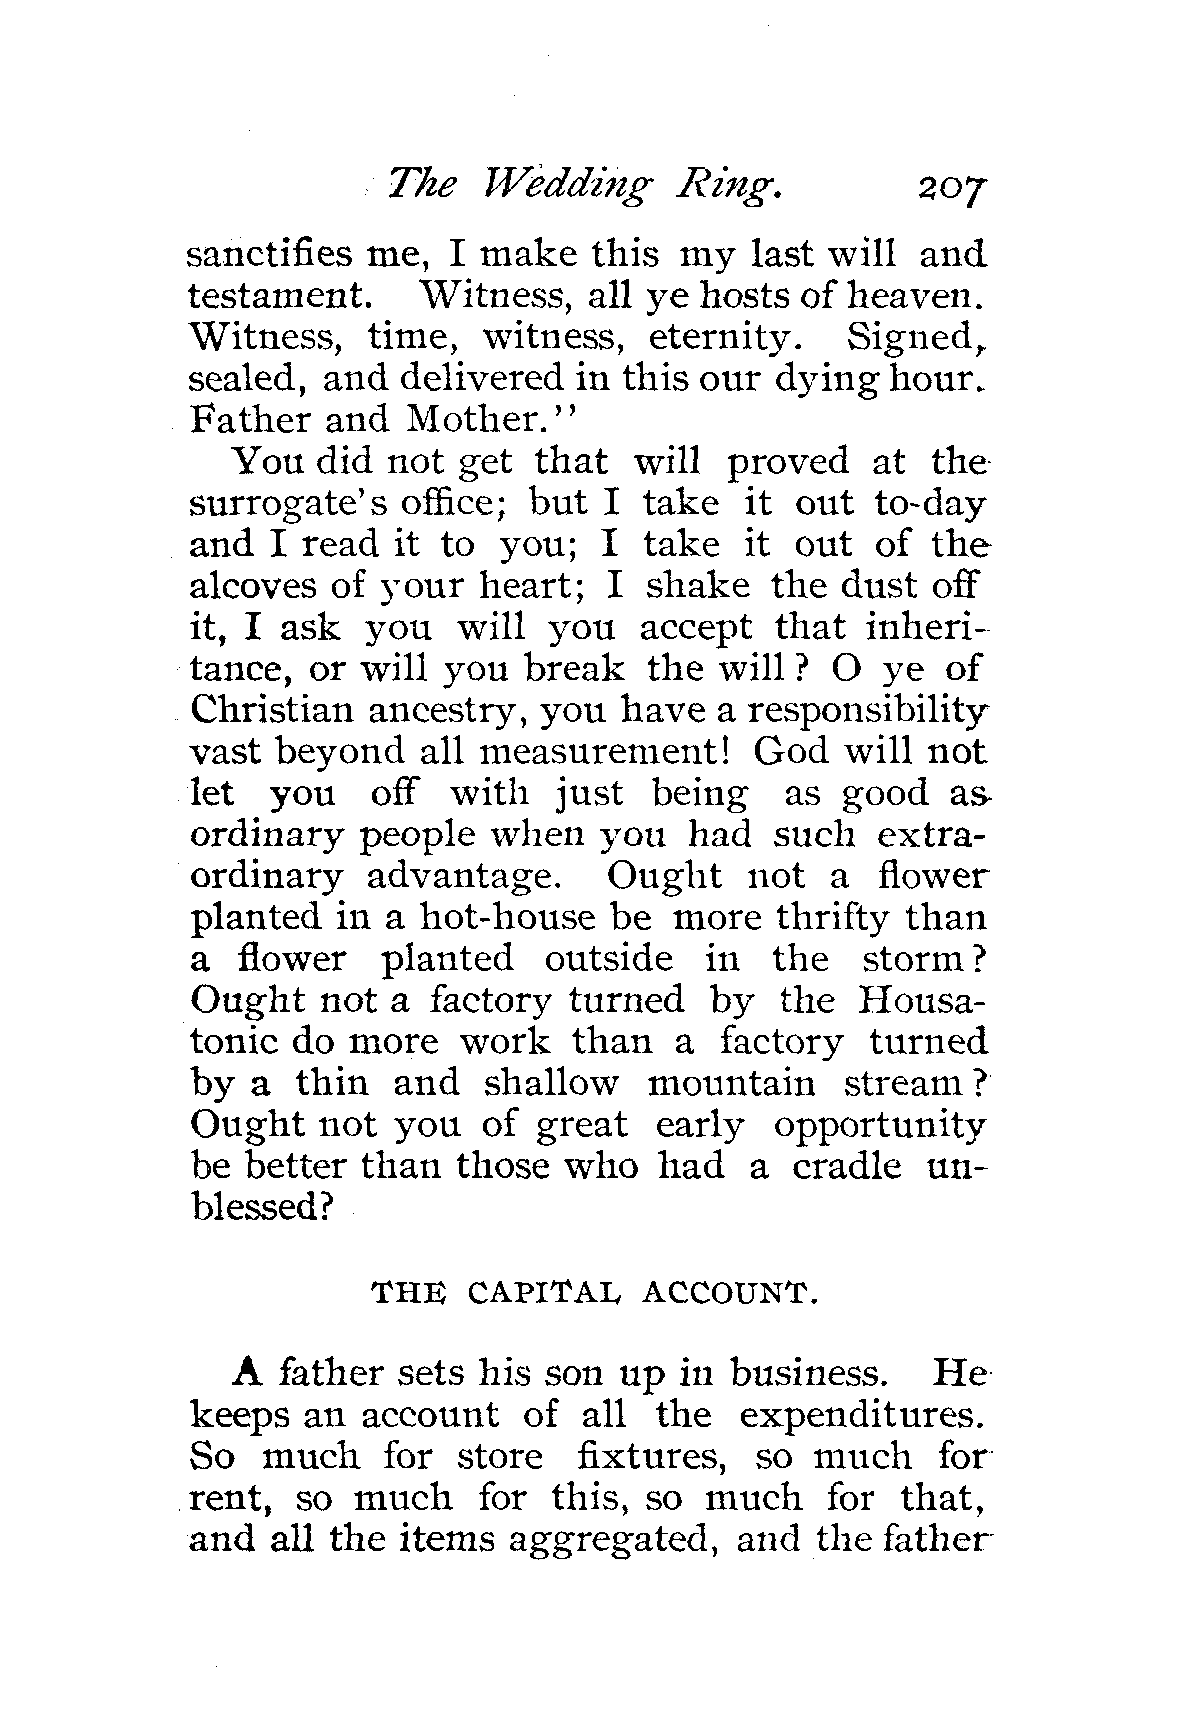 The Wedding Ring. 207
sanctifies me, I make this my last will and
testament. Witness, all ye hosts of heaven.
Witness, time, witness, eternity. Signed,
sealed, and delivered in this our dying hour.
Father and Mother.''
You did not get that will proved at the
surrogate's office; but I take it out to-day
and I read it to you; I take it out of the
alcoves of your heart; I shake the dust off
it, I ask you will you accept that inheri-
tance, or will you break the will? O ye of
Christian ancestry, you have a responsibility
vast beyond all measurement! God will not
let you off with just being as good as
ordinary people when you had such extra-
ordinary advantage. Ought not a flower
planted in a hot-house be more thrifty than
a flower planted outside in the storm?
Ought not a factory turned by the Housa-
tonic do more work than a factory turned
by a thin and shallow mountain stream?
Ought not you of great early opportunity
be better than those who had a cradle un-
blessed?
THE CAPITAL ACCOUNT.
A father sets his son up in business. He
keeps an account of all the expenditures.
So much for store fixtures, so much for
rent, so much for this, so much for that,
and all the items aggregated, and the father